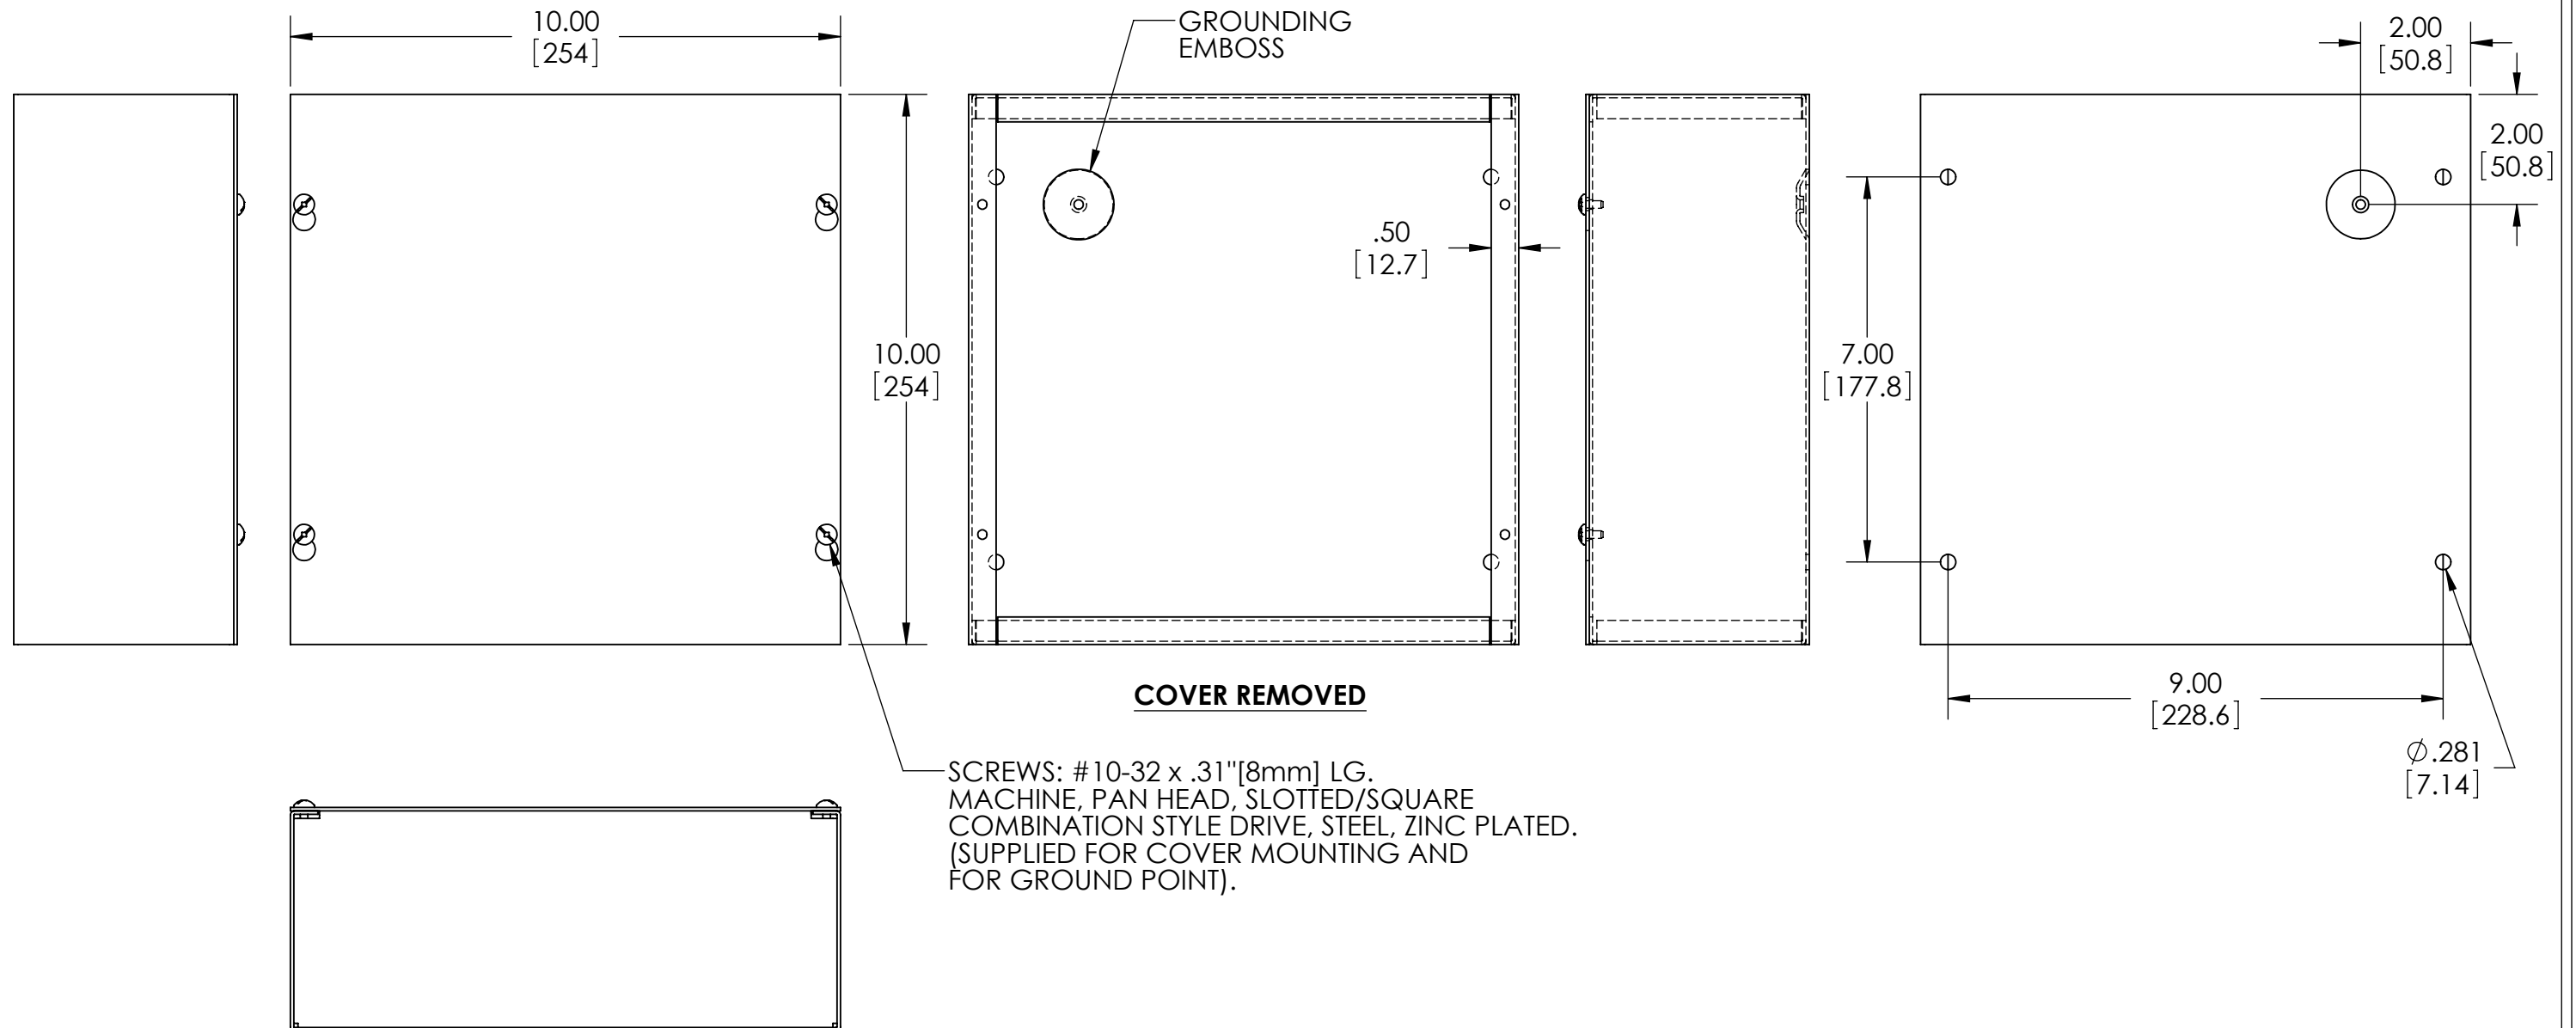 10.00
[254]
GROUNDING
EMBOSS
2.00
[50.8]
2.00
[50.8]
.50
[12.7]
10.00
[254]
7.00
[177.8]
COVER REMOVED
9.00
[228.6]
Ø.281
[7.14]
SCREWS: #10-32 x .31"[8mm] LG.
MACHINE, PAN HEAD, SLOTTED/SQUARE
COMBINATION STYLE DRIVE, STEEL, ZINC PLATED.
(SUPPLIED FOR COVER MOUNTING AND
FOR GROUND POINT).